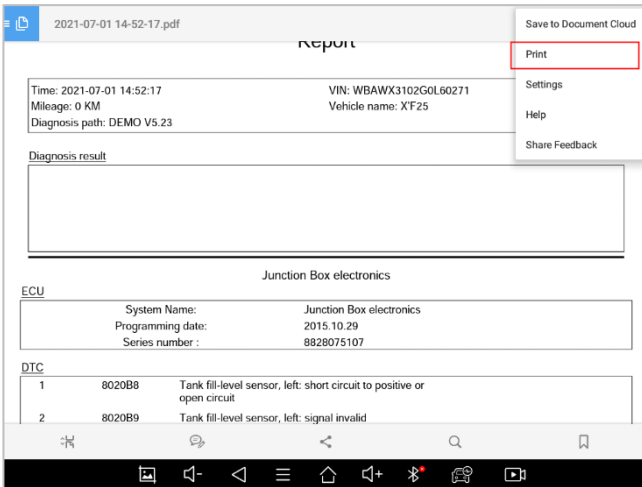 2021-07-01 14-52-17.pdf
Save to Document Cloud
Print
Settings
Help
Share Feedback
Report
Time: 2021-07-01 14:52:17
VIN: WBAWX3102G0L60271
Mileage: 0 KM
Vehicle name: X'F25
Diagnosis path: DEMO V5.23
Diagnosis result
Junction Box electronics
ECU
System Name: Junction Box electronics
Programming date: 2015.10.29
Series number : 8828075107
DTC
1 8020B8 Tank fill-level sensor, left: short circuit to positive or
open circuit
2 8020B9 Tank fill-level sensor, left: signal invalid